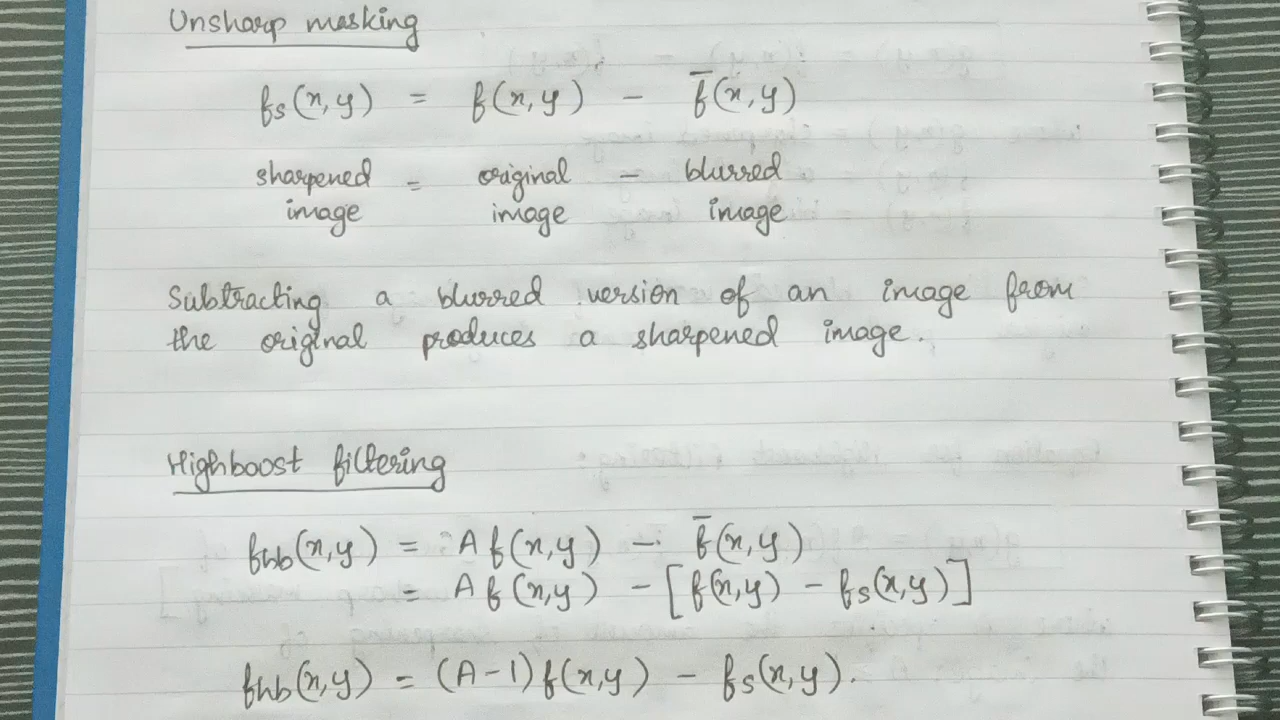 Unsharp masking
fs(x,y) = f(x,y) - f̄(x,y)
sharpened image = original image - blurred image
Subtracting a blurred version of an image from
the original produces a sharpened image.
Highboost filtering
fhb(x,y) = A f(x,y) - f̄(x,y)
= A f(x,y) - [f(x,y) - fs(x,y)]
fhb(x,y) = (A-1) f(x,y) - fs(x,y).